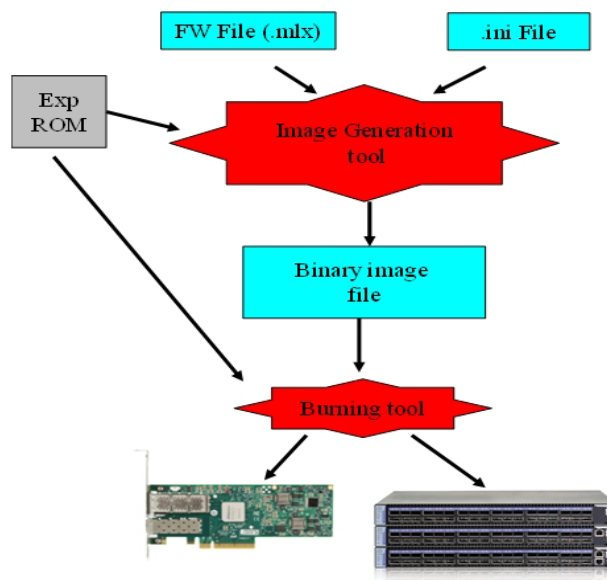 FW File (.mlx)
.ini File
Exp
ROM
Image Generation
tool
Binary image
file
Burning tool